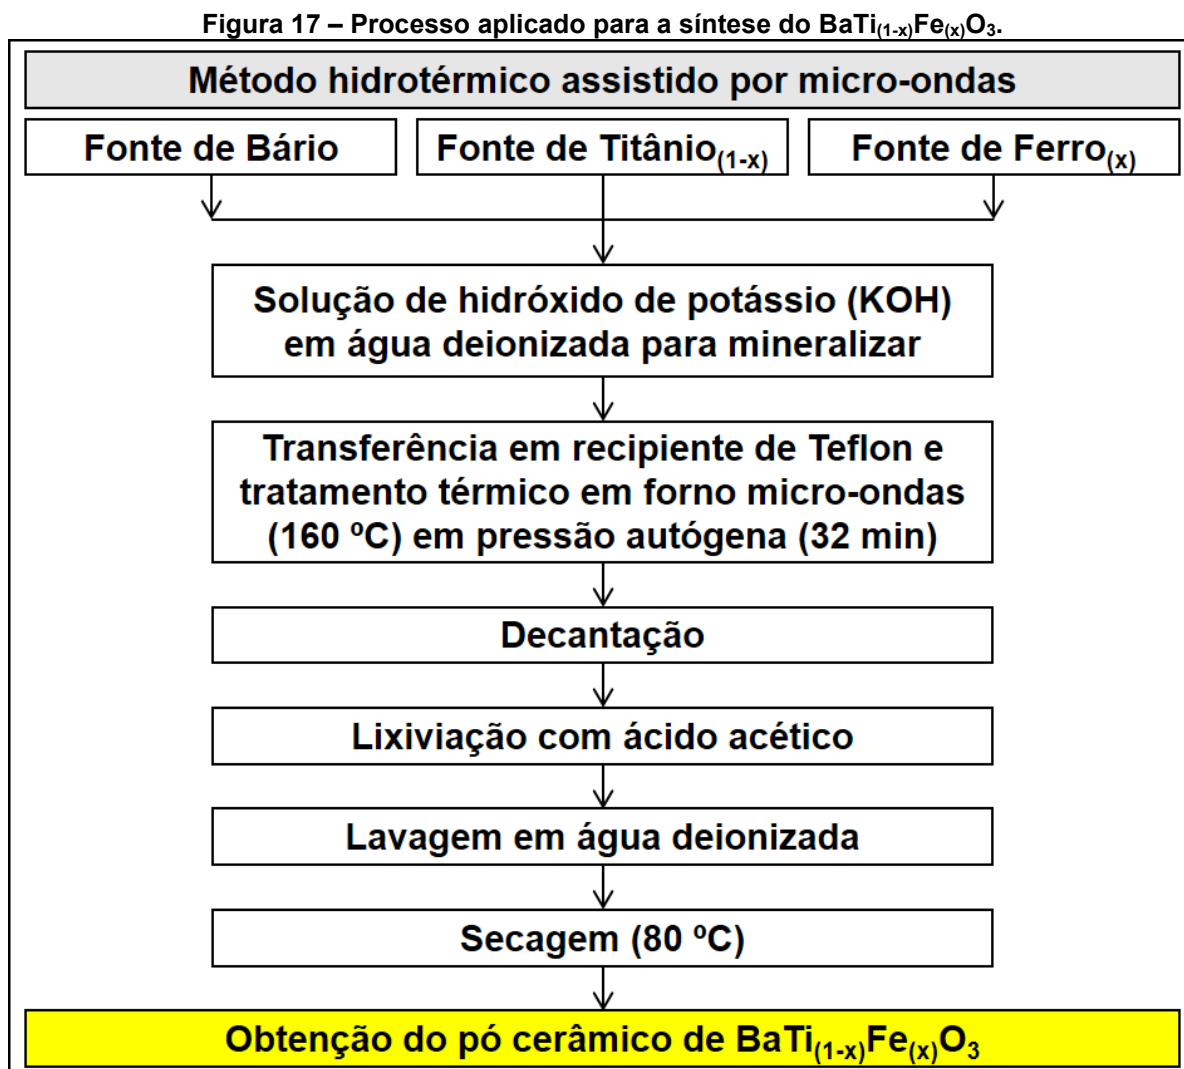 Figura 17 – Processo aplicado para a síntese do BaTi(1-x)Fe(x)O3.
Método hidrotérmico assistido por micro-ondas
Fonte de Bário
Fonte de Titânio(1-x)
Fonte de Ferro(x)
Solução de hidróxido de potássio (KOH)
em água deionizada para mineralizar
Transferência em recipiente de Teflon e
tratamento térmico em forno micro-ondas
(160 ºC) em pressão autógena (32 min)
Decantação
Lixiviação com ácido acético
Lavagem em água deionizada
Secagem (80 ºC)
Obtenção do pó cerâmico de BaTi(1-x)Fe(x)O3